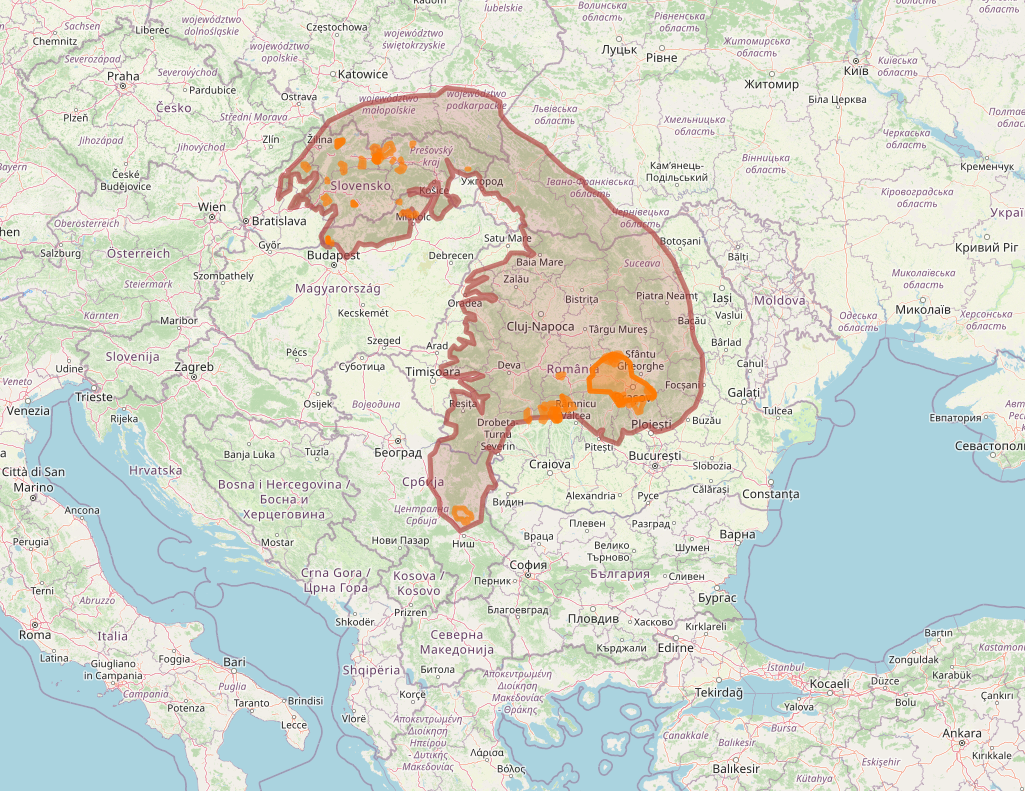 Radom
lubelskie
Волинська
область
Рівненська
область
Liberec
województwo
dolnośląskie
Częstochowa
Sachsen
Chemnitz
Severozápad
województwo
świętokrzyskie
Луцьк
Рівне
Житомирська
область
Київ
Київська
область
województwo
opolskie
Katowice
Praha
Severovýchod
Pardubice
Ostrava
województwo
małopolskie
województwo
podkarpackie
Львівська
область
Житомир
Біла Церква
Česko
Plzeň
Střední Morava
Хмельницька
область
Черкаська
область
Jihozápad
Jihovýchod
Zlín
Žilina
Prešovský
kraj
Вінницька
область
Кременчук
Bayern
České
Budějovice
Slovensko
Košice
Ужгород
Івано-Франківська
область
Кам'янець-
Подільський
Кіровоградська
область
Wien
Bratislava
Miskolc
Чернівецька
область
Oberösterreich
Győr
Budapest
Satu Mare
Botoșani
Bălți
Кривий Ріг
Salzburg
Österreich
Debrecen
Baia Mare
Suceava
Steiermark
Szombathely
Magyarország
Zalău
Миколаївська
область
Oradea
Bistrița
Piatra Neamț
Iași
Moldova
Миколаїв
Kärnten
Maribor
Kecskemét
Cluj-Napoca
Târgu Mureș
Bacău
Vaslui
Одеська
область
Херсонська
область
Szeged
Arad
Bârlad
Slovenija
Pécs
Суботица
Timișoara
Deva
România
Sfântu
Gheorghe
Cahul
Udine
Zagreb
Focșani
Galați
Veneto
Venezia
Trieste
Osijek
Војводина
Reșița
Râmnicu
Vâlcea
Rijeka
Drobeta-
Turnu
Severin
Ploiești
Buzău
Tulcea
Евпатория
Banja Luka
Tulza
Београд
Pitești
București
Севастополь
Città di San
Marino
Hrvatska
Craiova
Slobozia
Bosna i Hercegovina /
Босна и
Херцеговина
Србија
Călărași
Constanța
Ancona
Централна
Србија
Видин
Alexandria
Русе
Perugia
Mostar
Нови Пазар
Ниш
Враца
Плевен
Разград
Варна
Terni
Crna Gora /
Црна Гора
Kosova /
Kosovo
София
Велико
Търново
Шумен
Abruzzo
Перник
България
Сливен
Roma
Italia
Shkodër
Prizren
Благоевград
Пловдив
Хасково
Бургас
Kırklareli
Latina
Foggia
Bari
Северна
Македонија
Кърджали
Edirne
Bartın
Giugliano
in Campania
Shqipëria
Битола
Zonguldak
Kastamonu
Campania
Puglia
Taranto
Brindisi
Korçë
Αποκεντρωμένη
Διοίκηση
Μακεδονίας
- Θράκης
İstanbul
Kocaeli
Düzce
Karabük
Potenza
Lecce
Vlorë
Tekirdağ
Yalova
Bolu
Çankırı
Αποκεντρωμένη
Διοίκηση
Ηπείρου
- Δυτικής
Μακεδονίας
Çanakkale
Bursa
Ankara
Λάρισα
Βόλος
Balıkesir
Balıkesir
Kütahya
Eskişehir
Kırıkkale